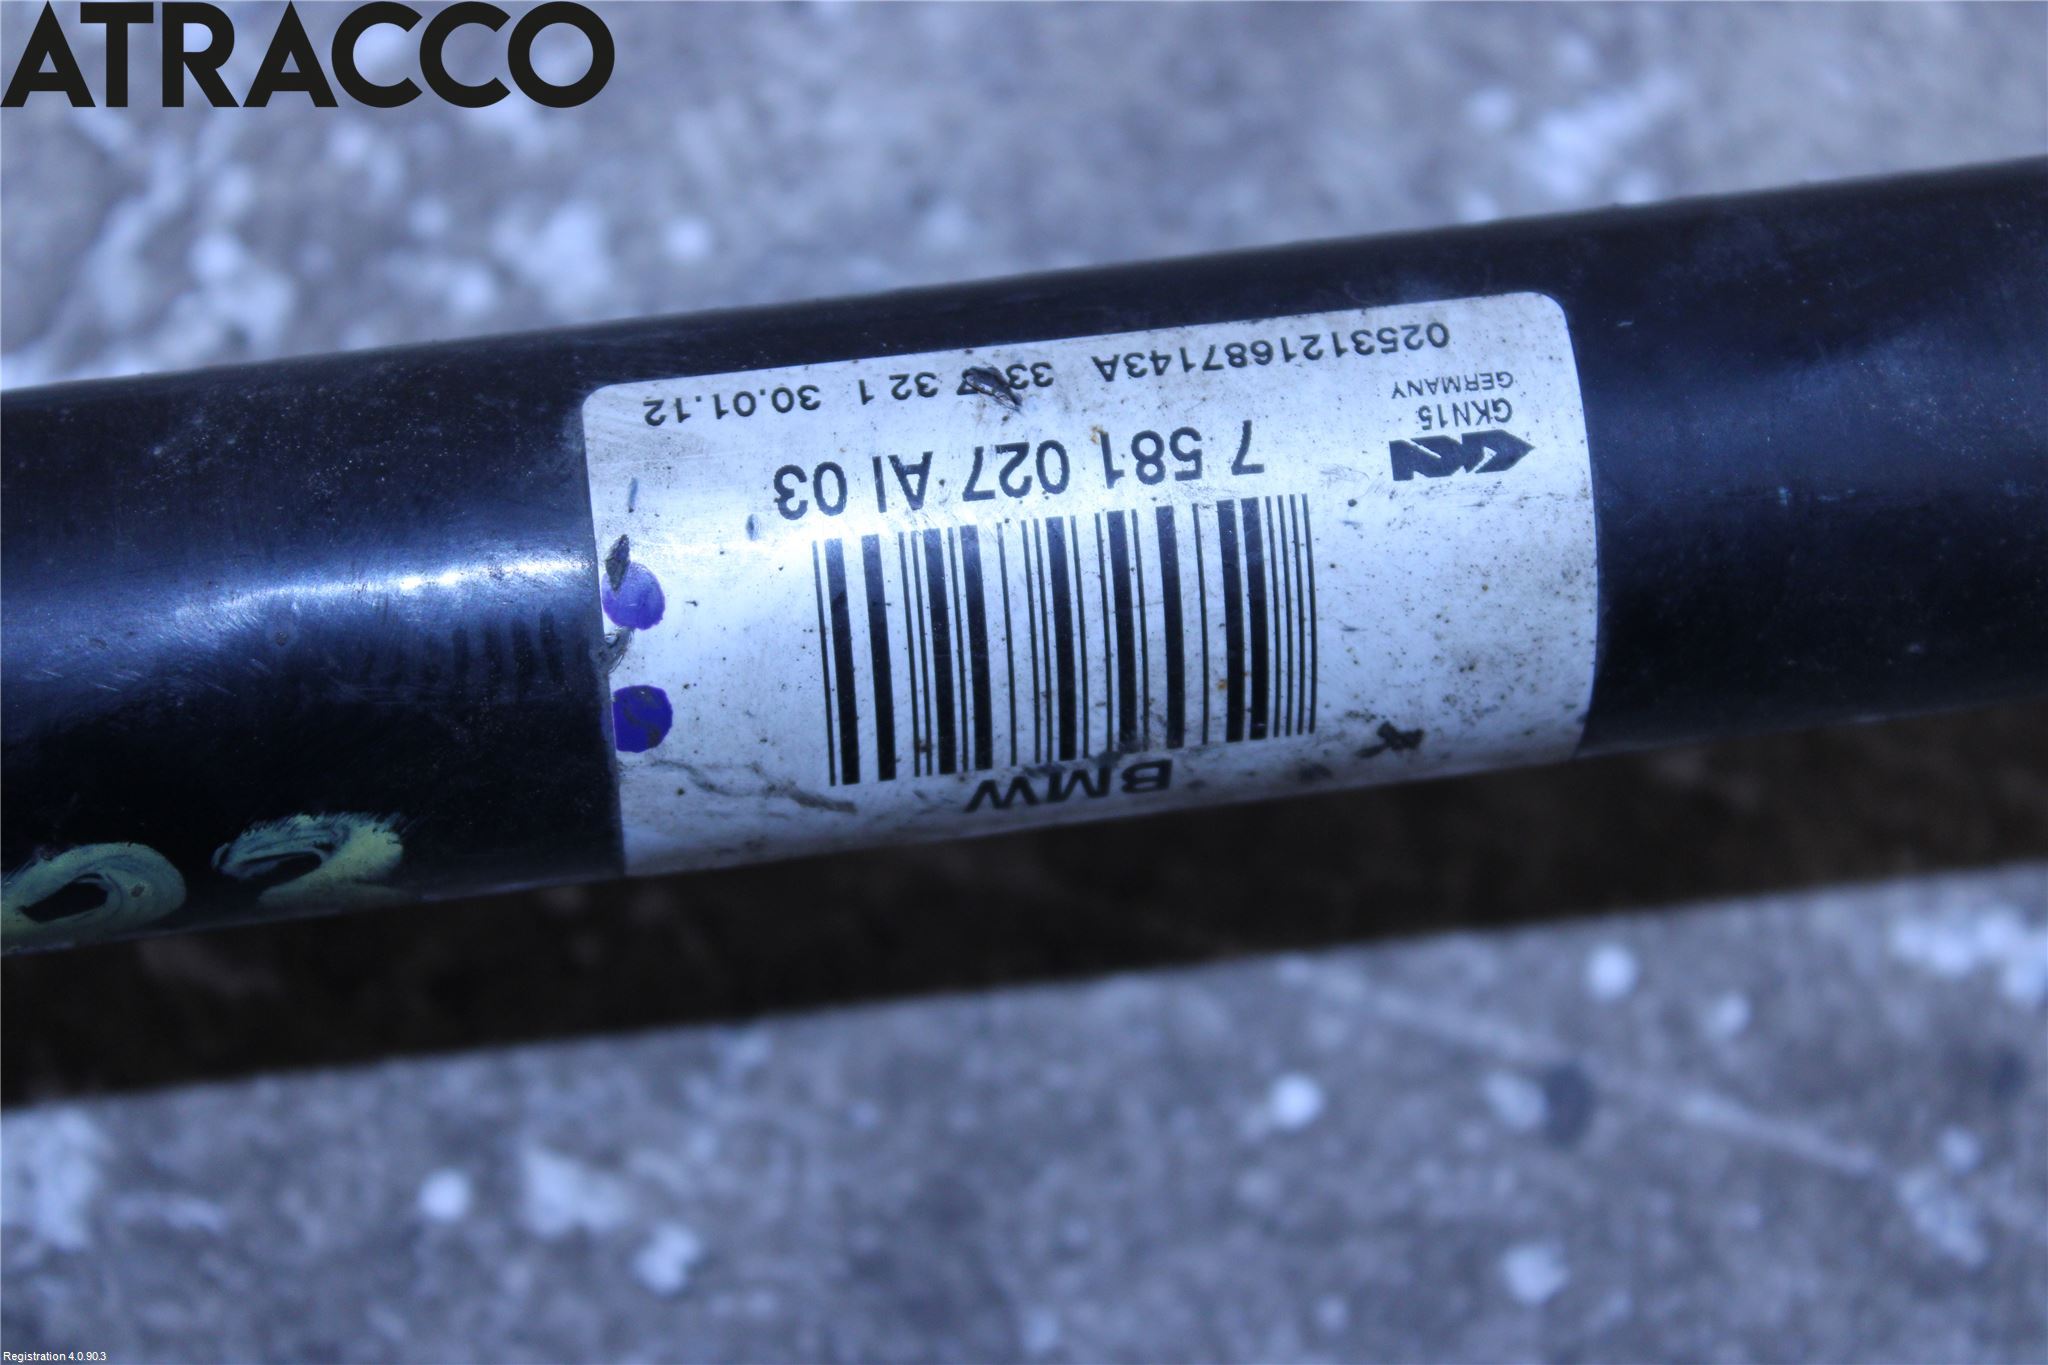 ATRACCO
BMW
7 581 027 AI 03
GKN
GKN15
GERMANY
0253121687143A 32 1 30.01.12
Registration 4.0.90.3